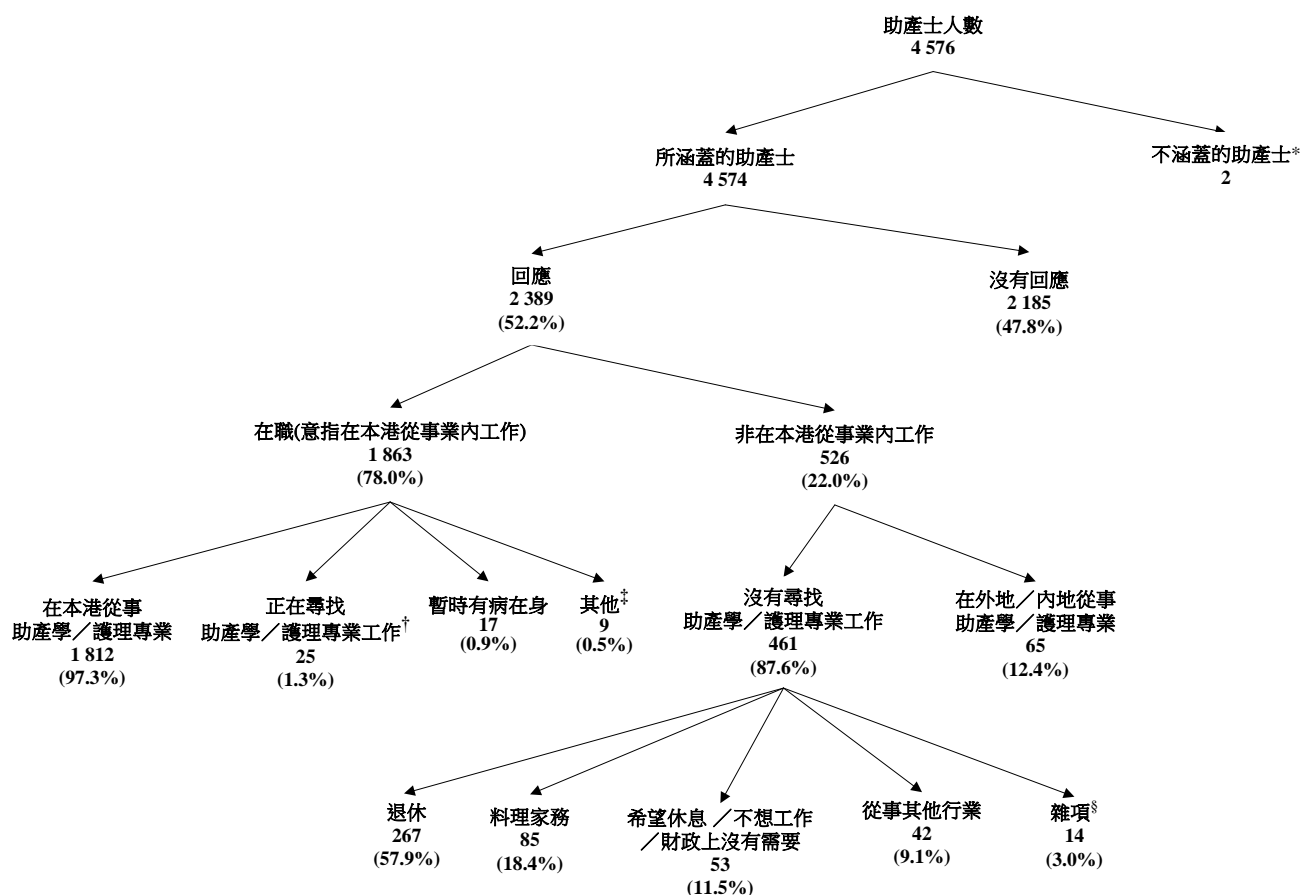 助產士人數
4 576
所涵蓋的助產士
4 574
不涵蓋的助產士*
2
回應
2 389
(52.2%)
沒有回應
2 185
(47.8%)
在職(意指在本港從事業內工作)
1 863
(78.0%)
非在本港從事業內工作
526
(22.0%)
在本港從事
助產學／護理專業
1 812
(97.3%)
正在尋找
助產學／護理專業工作†
25
(1.3%)
暫時有病在身
17
(0.9%)
其他‡
9
(0.5%)
沒有尋找
助產學／護理專業工作
461
(87.6%)
在外地／內地從事
助產學／護理專業
65
(12.4%)
退休
267
(57.9%)
料理家務
85
(18.4%)
希望休息 ／不想工作
／財政上沒有需要
53
(11.5%)
從事其他行業
42
(9.1%)
雜項§
14
(3.0%)